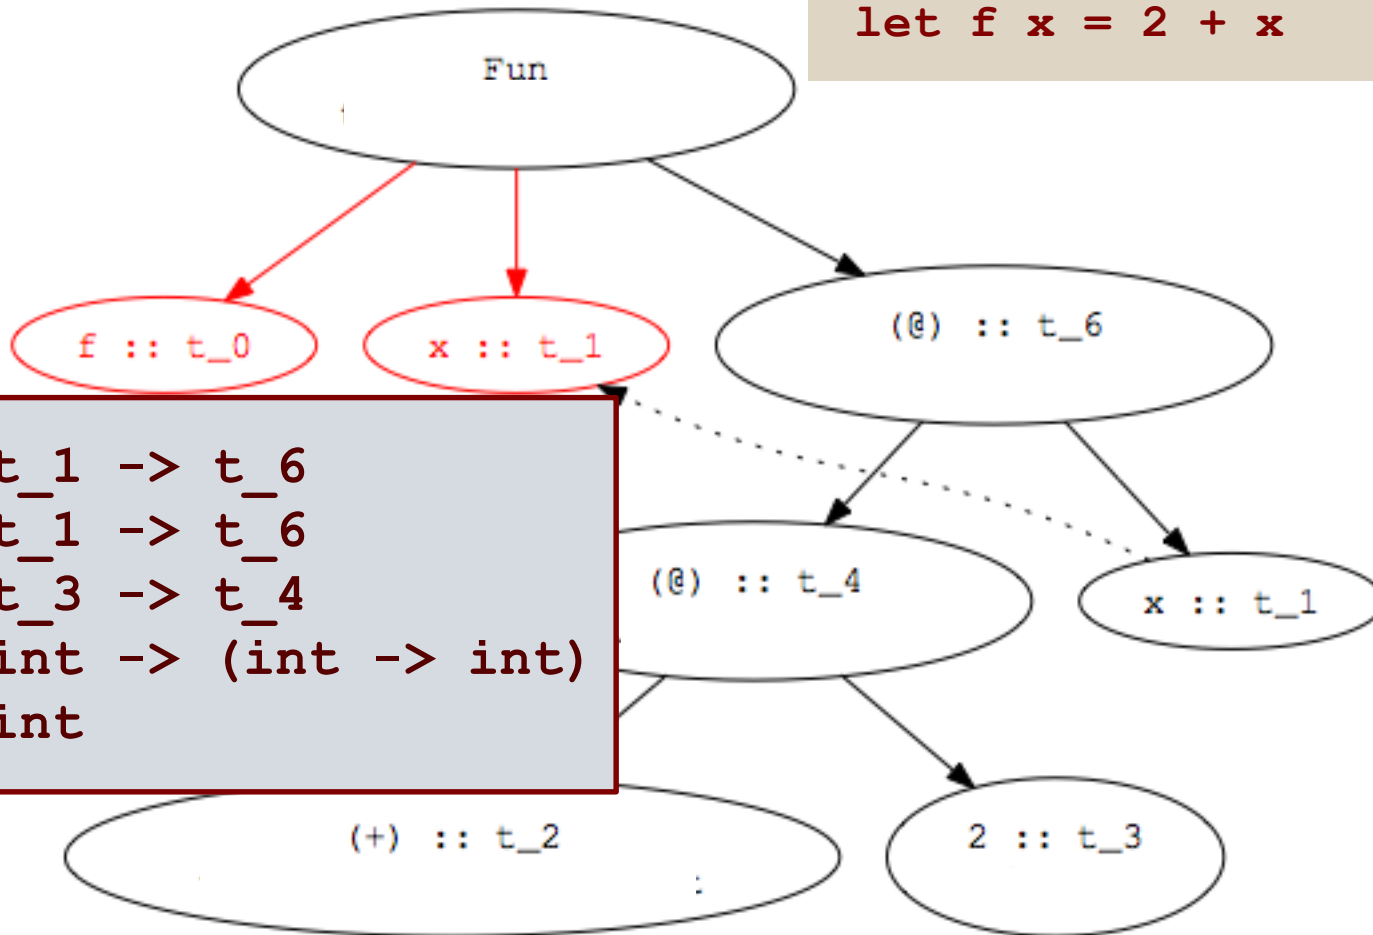 let f x = 2 + x
Fun
f :: t_0
x :: t_1
(@) :: t_6
t_1 -> t_6
t_1 -> t_6
t_3 -> t_4
int -> (int -> int)
int
(@) :: t_4
x :: t_1
(+) :: t_2
2 :: t_3